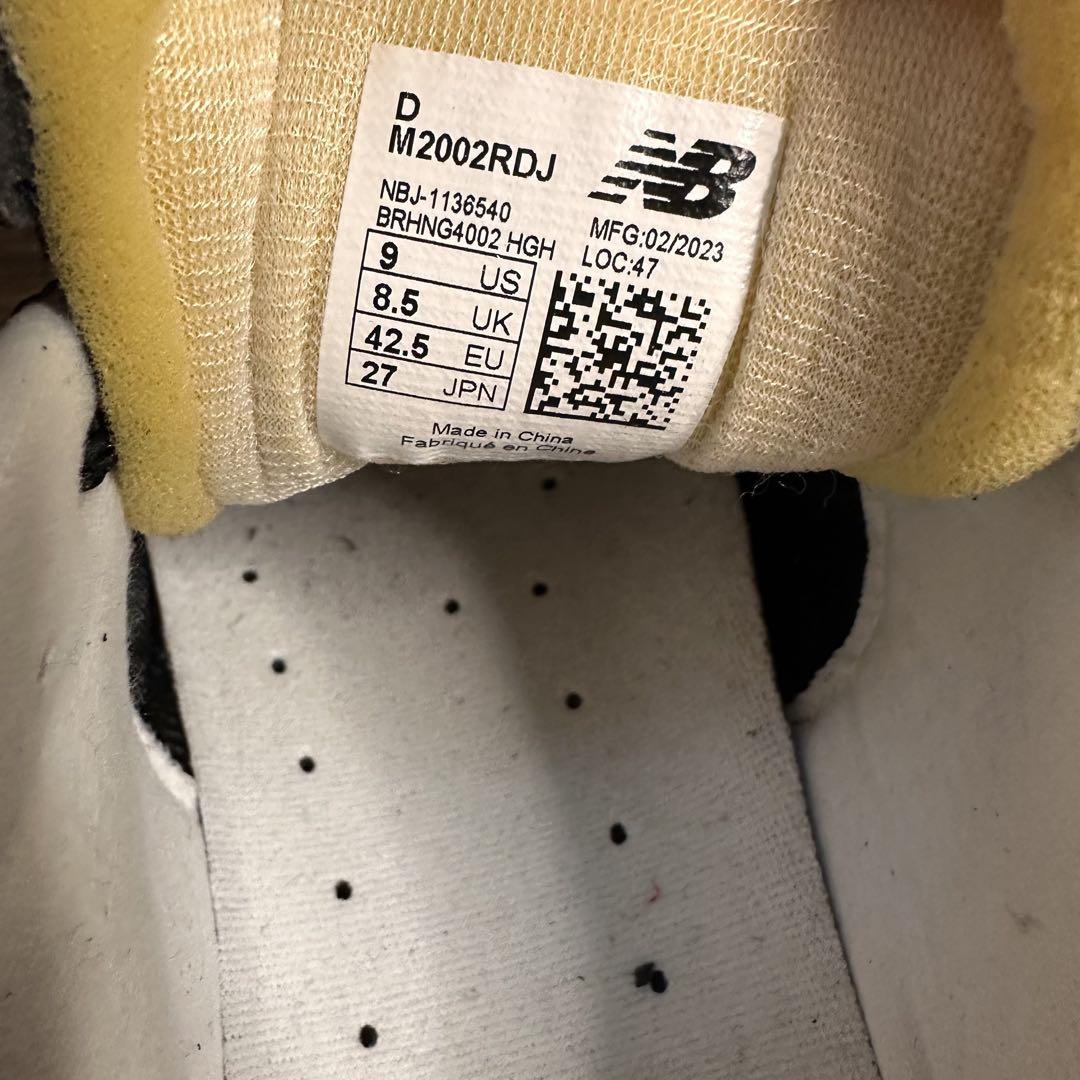 D
M2002RDJ
NB
NBJ-1136540
BRHNG4002 HGH
MFG:02/2023
LOC:47
9 US
8.5 UK
42.5 EU
27 JPN
Made in China
Fabriqué en Chine